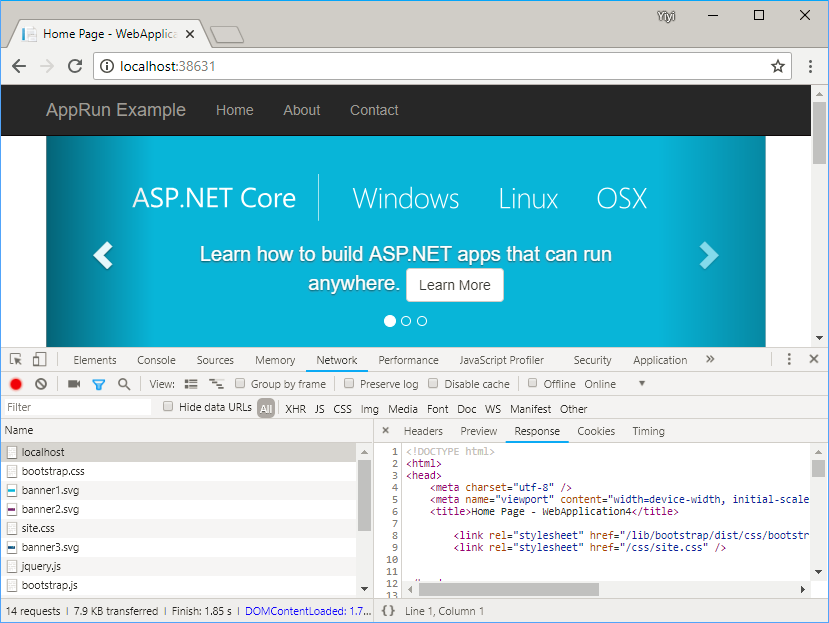 Yiyi
Home Page - WebApplica
localhost:38631
AppRun Example Home About Contact
ASP.NET Core Windows Linux OSX
Learn how to build ASP.NET apps that can run
anywhere. Learn More
Elements Console Sources Memory Network Performance JavaScript Profiler Security Application »
View: Group by frame Preserve log Disable cache Offline Online
Filter Hide data URLs All XHR JS CSS Img Media Font Doc WS Manifest Other
Name
Headers Preview Response Cookies Timing
localhost
bootstrap.css
banner1.svg
banner2.svg
site.css
banner3.svg
jquery.js
bootstrap.js
1 <!DOCTYPE html>
2 <html>
3 <head>
4 <meta charset="utf-8" />
5 <meta name="viewport" content="width=device-width, initial-scale
6 <title>Home Page - WebApplication4</title>
7
8 <link rel="stylesheet" href="/lib/bootstrap/dist/css/bootstr
9 <link rel="stylesheet" href="/css/site.css" />
10
11
12
13
14 requests | 7.9 KB transferred | Finish: 1.85 s | DOMContentLoaded: 1.7...
{} Line 1, Column 1